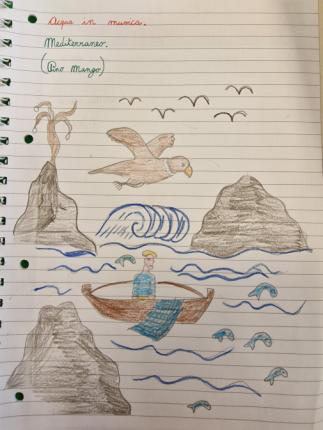 Acqua in musica.
Mediterraneo.
(Pino Mango)